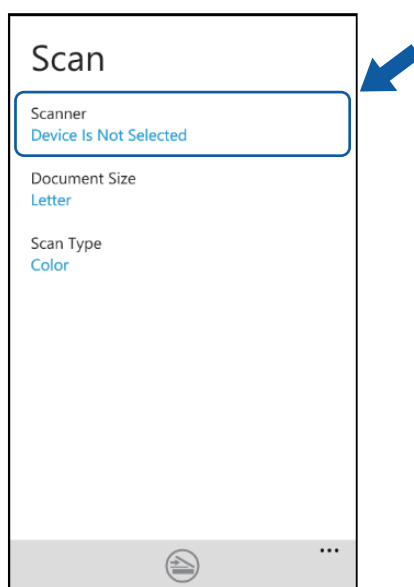 Scan
Scanner
Device Is Not Selected
Document Size
Letter
Scan Type
Color